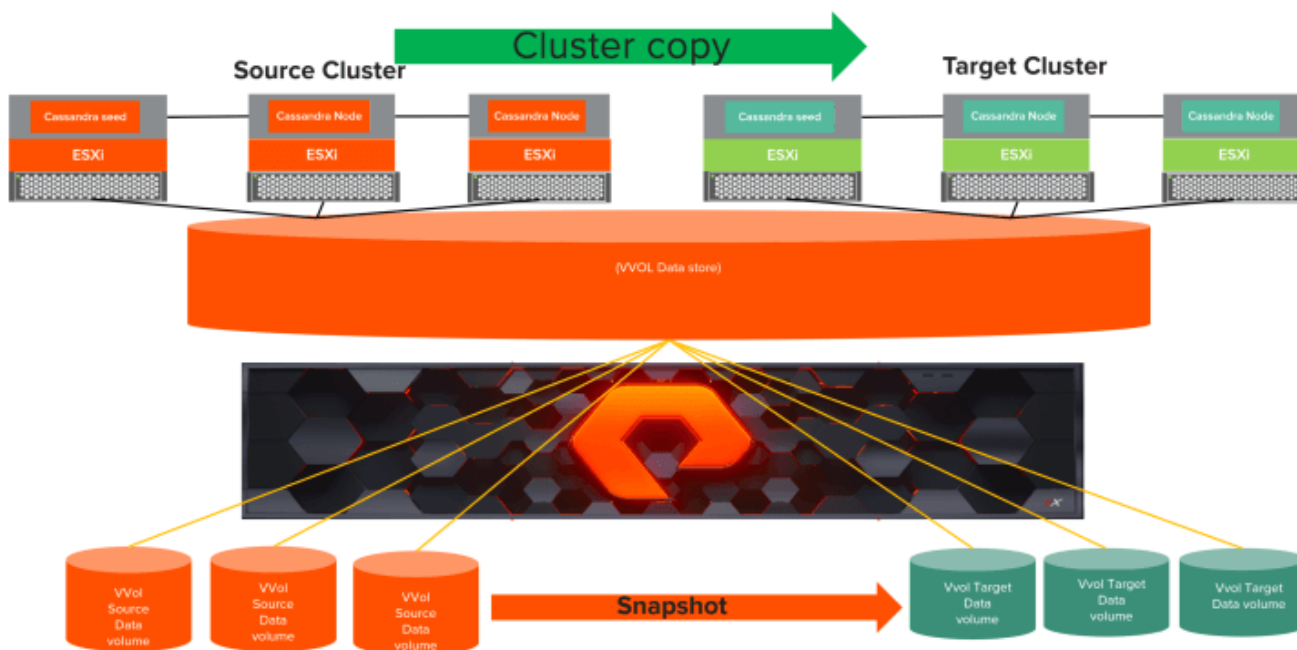 Cluster copy
Source Cluster
Target Cluster
Cassandra seed
Cassandra Node
Cassandra Node
Cassandra seed
Cassandra Node
Cassandra Node
ESXi
ESXi
ESXi
ESXi
ESXi
ESXi
(VVOL Data store)
VVol
Source
Data
volume
VVol
Source
Data
volume
VVol
Source
Data
volume
Snapshot
Vvol Target
Data
volume
Vvol Target
Data
volume
Vvol Target
Data volume